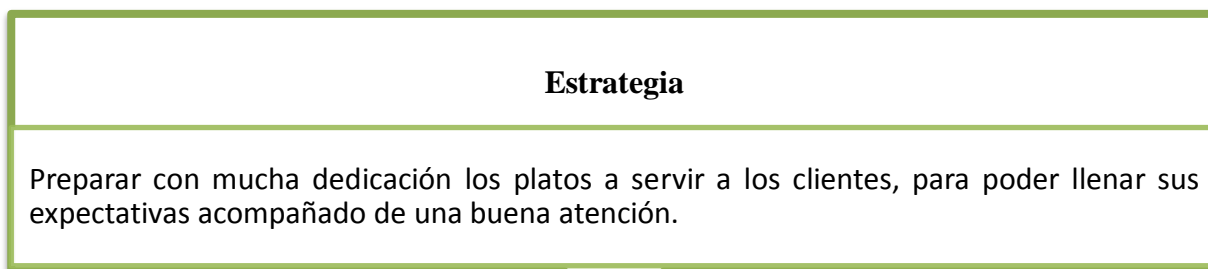 Estrategia
Preparar con mucha dedicación los platos a servir a los clientes, para poder llenar sus
expectativas acompañado de una buena atención.